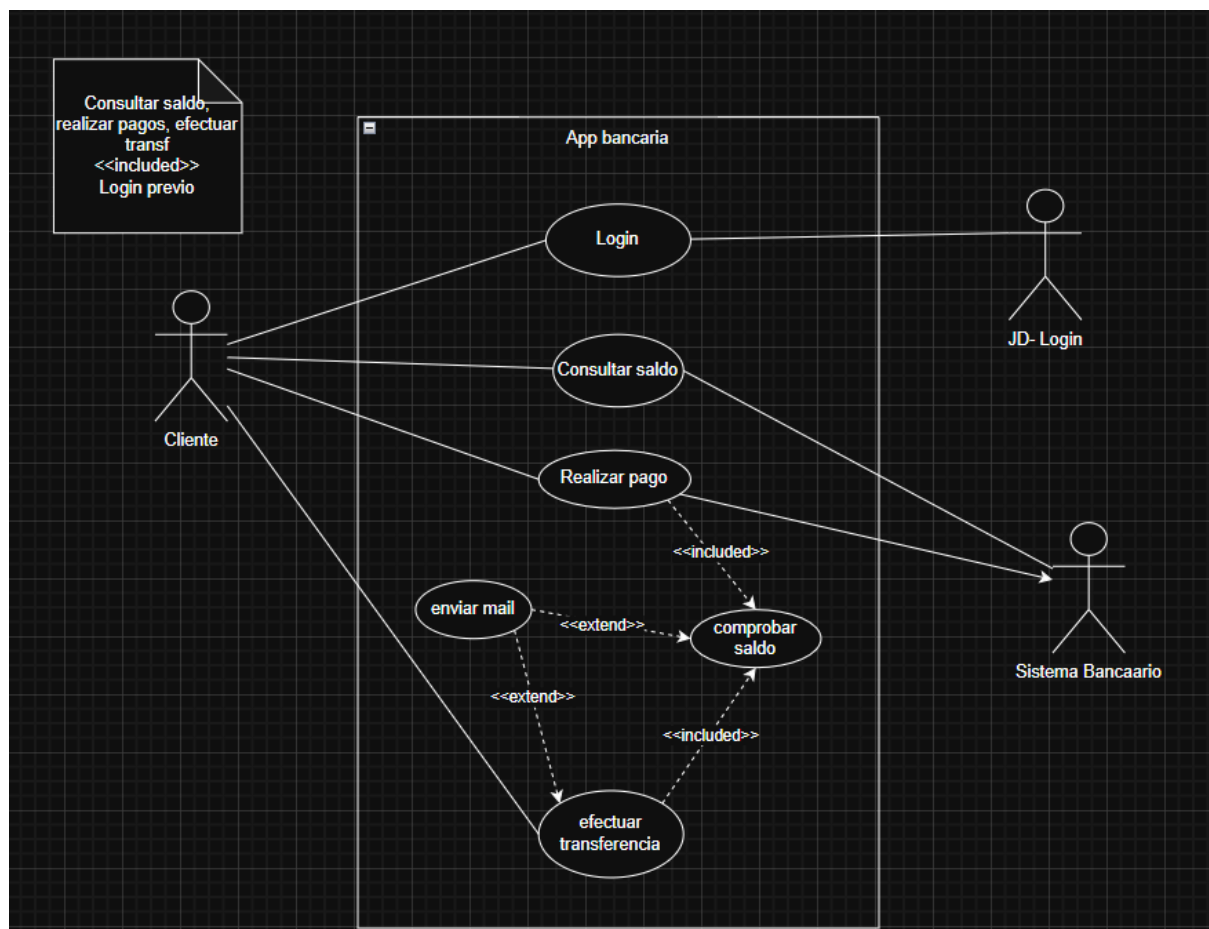 Consultar saldo,
realizar pagos, efectuar
transf
<<included>>
Login previo
App bancaria
Login
JD- Login
Consultar saldo
Cliente
Realizar pago
<<included>>
enviar mail
<<extend>>
comprobar
saldo
Sistema Bancaario
<<extend>>
<<included>>
efectuar
transferencia